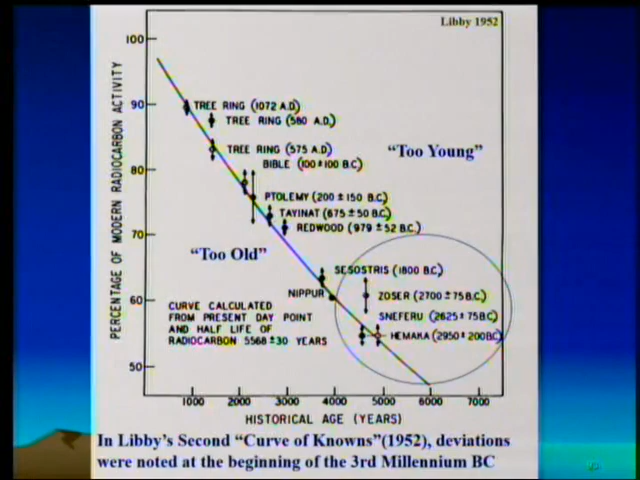 Libby 1952
100
90
80
70
60
50
PERCENTAGE OF MODERN RADIOCARBON ACTIVITY
TREE RING (1072 A.D)
TREE RING (580 A.D.)
TREE RING (575 A.D)
BIBLE (100±100 B.C)
"Too Young"
PTOLEMY (200 ± 150 B.C)
TAYINAT (675 ± 50 B.C.)
REDWOOD (979 ± 52 B.C.)
"Too Old"
SESOSTRIS (1800 B.C.)
NIPPUR
ZOSER (2700 ± 75 B.C.)
SNEFERU (2625 ± 75 B.C.)
HEMAKA (2950 ± 200 B.C.)
CURVE CALCULATED
FROM PRESENT DAY POINT
AND HALF LIFE OF
RADIOCARBON 5568 ± 30 YEARS
1000 2000 3000 4000 5000 6000 7000
HISTORICAL AGE (YEARS)
In Libby's Second "Curve of Knowns"(1952), deviations
were noted at the beginning of the 3rd Millennium BC